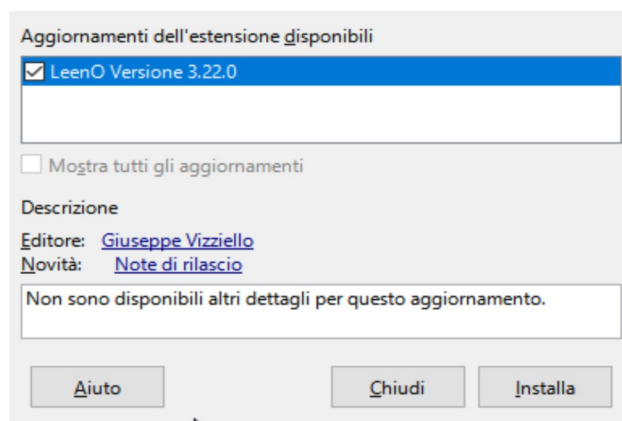 Aggiornamenti dell'estensione disponibili
LeenO Versione 3.22.0
Mostra tutti gli aggiornamenti
Descrizione
Editore: Giuseppe Vizziello
Novità: Note di rilascio
Non sono disponibili altri dettagli per questo aggiornamento.
Aiuto Chiudi Installa